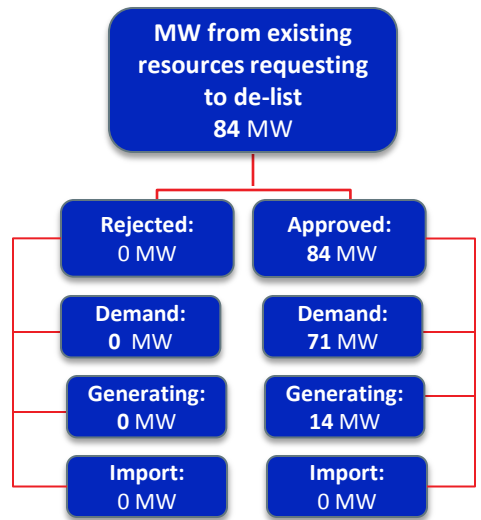 MW from existing
resources requesting
to de-list
84 MW
Rejected:
0 MW
Approved:
84 MW
Demand:
0 MW
Demand:
71 MW
Generating:
0 MW
Generating:
14 MW
Import:
0 MW
Import:
0 MW